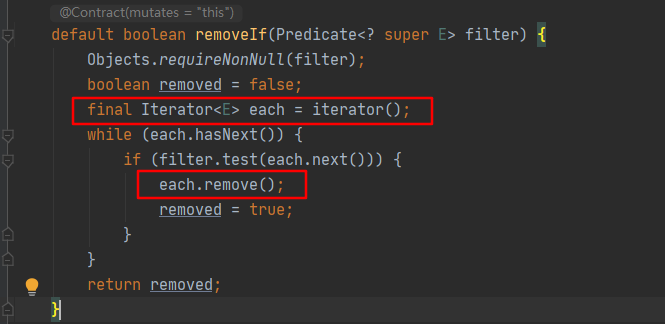 @Contract(mutates = "this")
default boolean removeIf(Predicate<? super E> filter) {
    Objects.requireNonNull(filter);
    boolean removed = false;
    final Iterator<E> each = iterator();
    while (each.hasNext()) {
        if (filter.test(each.next())) {
            each.remove();
            removed = true;
        }
    }
    return removed;
}